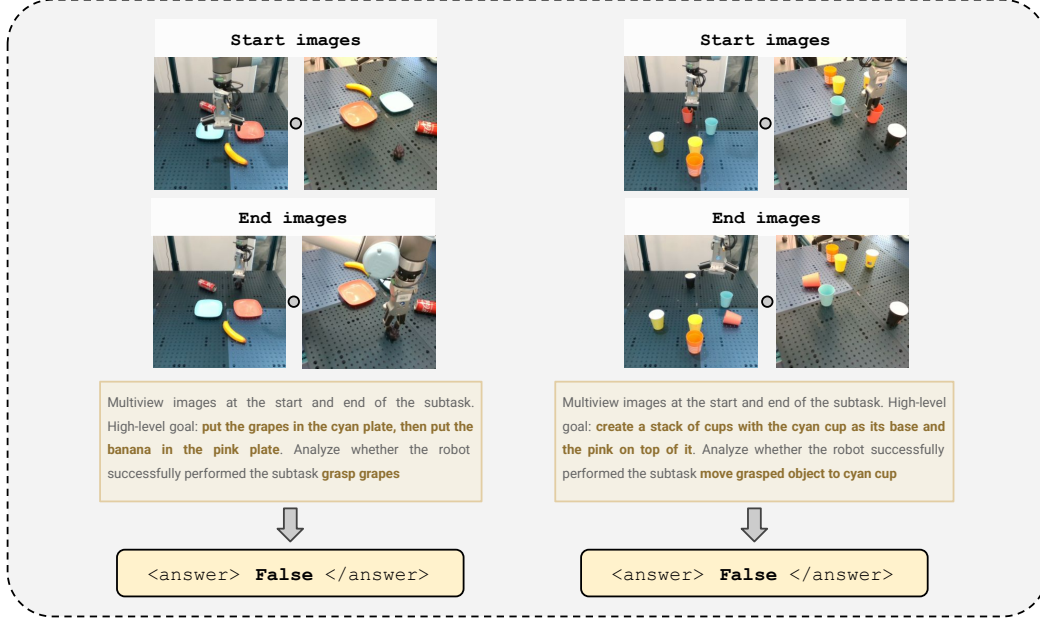 Start images
End images
Multiview images at the start and end of the subtask.
High-level goal: put the grapes in the cyan plate, then put the
banana in the pink plate. Analyze whether the robot
successfully performed the subtask grasp grapes
<answer> False </answer>
Start images
End images
Multiview images at the start and end of the subtask. High-level
goal: create a stack of cups with the cyan cup as its base and
the pink on top of it. Analyze whether the robot successfully
performed the subtask move grasped object to cyan cup
<answer> False </answer>